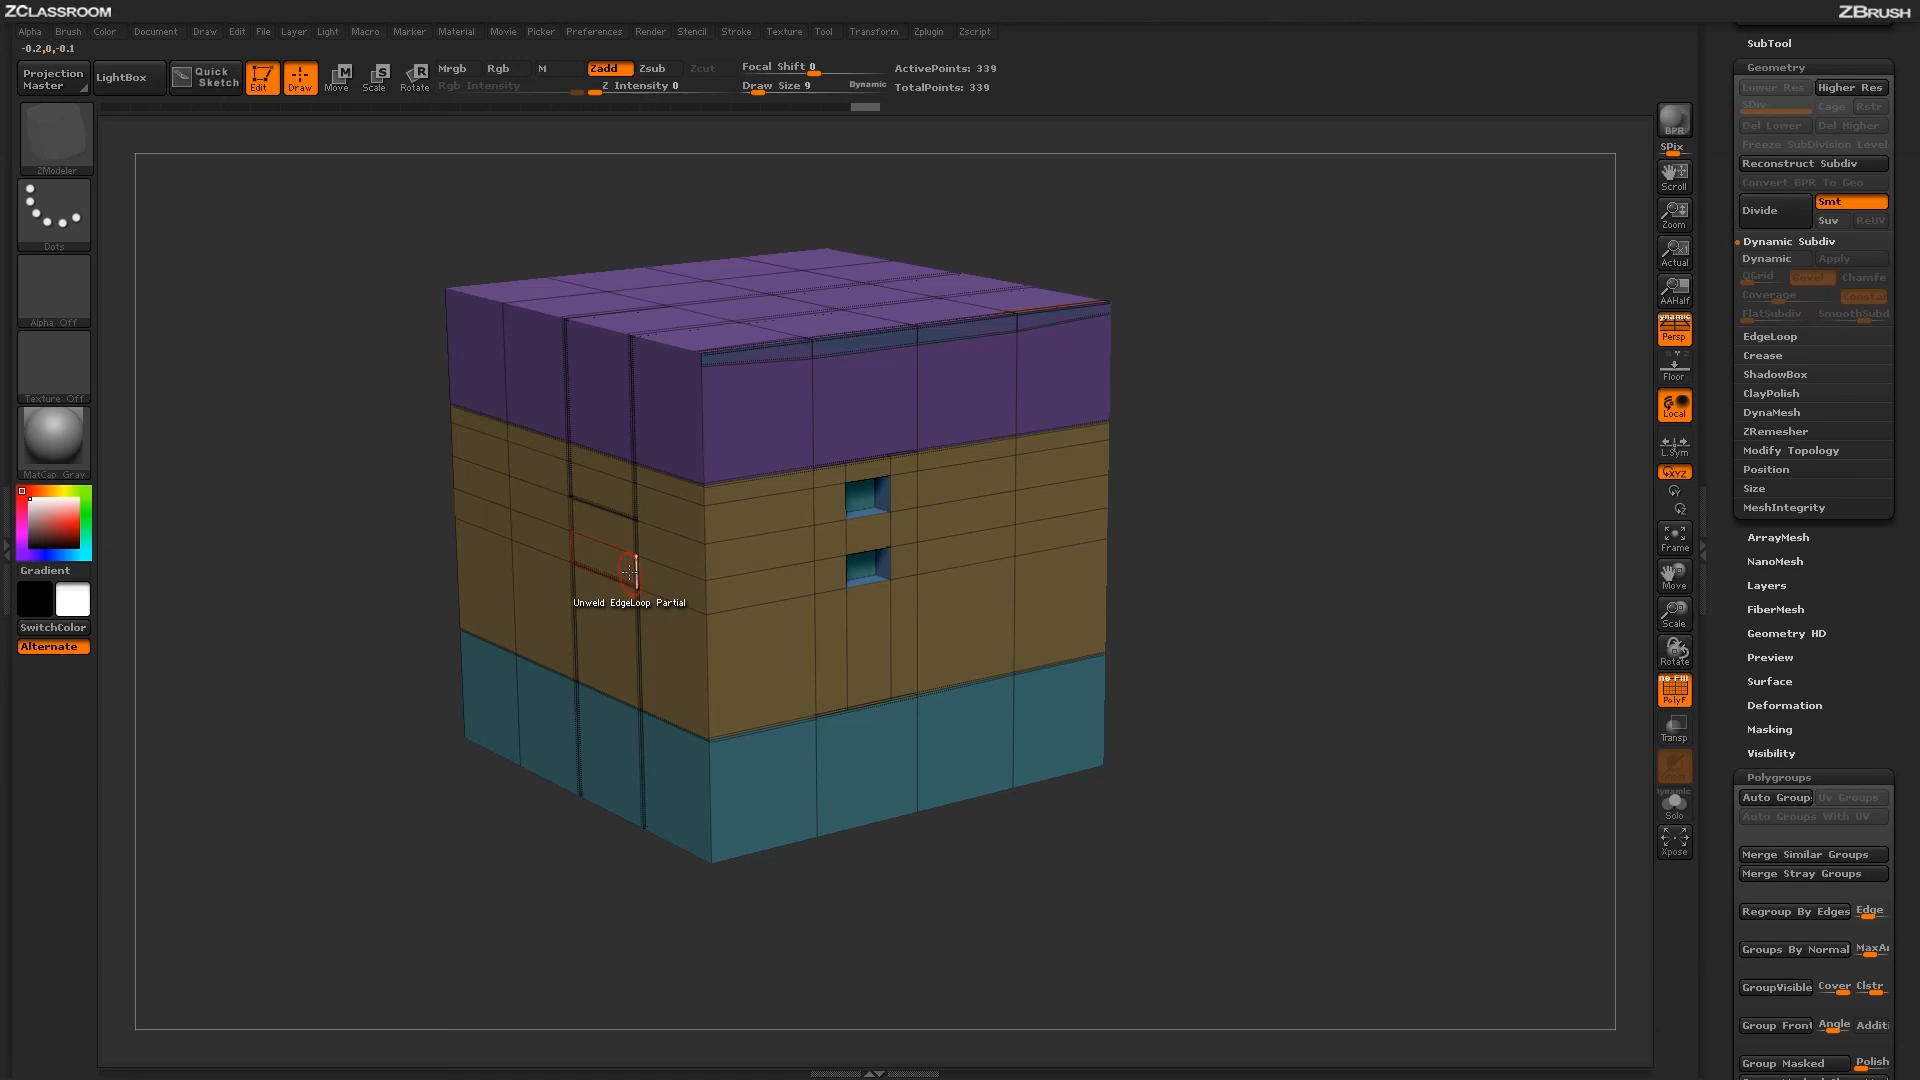 ZCLASSROOM
ZBRUSH
Alpha Brush Color Document Draw Edit File Layer Light Macro Marker Material Movie Picker Preferences Render Stencil Stroke Texture Tool Transform Zplugin Zscript
-0.2,0,-0.1
Projection Master
LightBox
Quick Sketch
Edit
Draw
Move
Scale
Rotate
Mrgb Rgb M
Rgb Intensity
Zadd Zsub Zcut
Z Intensity 0
Focal Shift 0
Draw Size 9
Dynamic
ActivePoints: 339
TotalPoints: 339
ZModeler
Dots
Alpha Off
Texture Off
MatCap Gray
Gradient
SwitchColor
Alternate
Unweld EdgeLoop Partial
BPR
SPix
Scroll
Zoom
Actual
AAHalf
Persp
Floor
Local
L.Sym
XYZ
Frame
Move
Scale
Rotate
PolyF
Transp
Solo
Xpose
SubTool
Geometry
Lower Res Higher Res
SDiv Cage Rstr
Del Lower Del Higher
Freeze SubDivision Level
Reconstruct Subdiv
Convert BPR To Geo
Divide
Smt
Suv ReUV
Dynamic Subdiv
Dynamic Apply
QGrid Bevel Chamfe
Coverage Constan
FlatSubdiv SmoothSubd
EdgeLoop
Crease
ShadowBox
ClayPolish
DynaMesh
ZRemesher
Modify Topology
Position
Size
MeshIntegrity
ArrayMesh
NanoMesh
Layers
FiberMesh
Geometry HD
Preview
Surface
Deformation
Masking
Visibility
Polygroups
Auto Group Uv Groups
Auto Groups With UV
Merge Similar Groups
Merge Stray Groups
Regroup By Edges Edge
Groups By Normal MaxA
GroupVisible Cover Clstr
Group Front Angle Addit
Group Masked Polish